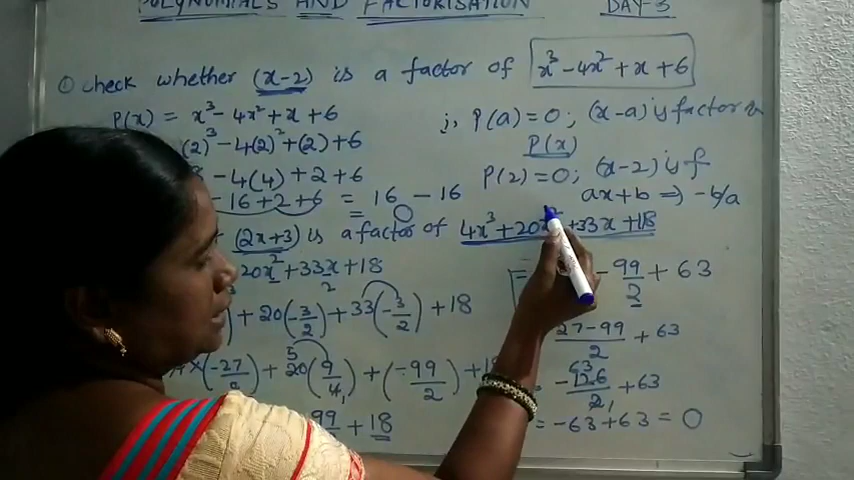 POLYNOMIALS AND FACTORISATION DAY-3
① check whether (x-2) is a factor of x³-4x²+x+6
P(x) = x³-4x²+x+6
(2)³-4(2)²+(2)+6
8-4(4)+2+6
-16+2+6 = 16-16
= 0
j, P(a)=0; (x-a) is factor
P(x)
P(2)=0; (x-2) is f
ax+b ⇒ -b/a
(2x+3) is a factor of 4x³+20x²+33x+18
20x²+33x+18
+20(-3/2)+33(-3/2)+18
(-27/8)+20(9/4)+(-99/2)+18
99/2+18
-99/2+63
-27-99/2+63
-126/2+63
= -63+63=0